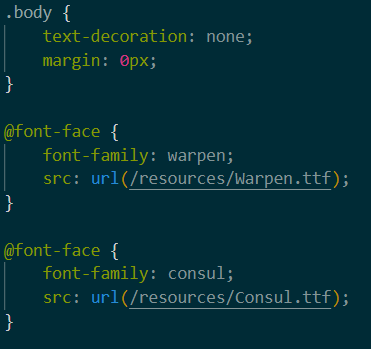 .body {
text-decoration: none;
margin: 0px;
}
@font-face {
font-family: warpen;
src: url(/resources/Warpen.ttf);
}
@font-face {
font-family: consul;
src: url(/resources/Consul.ttf);
}